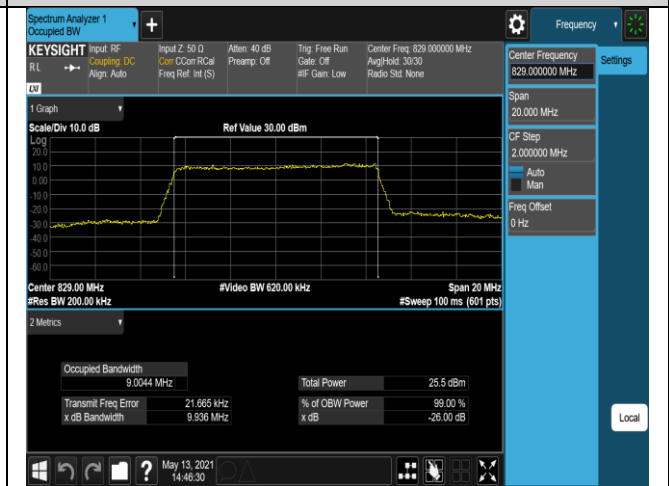 Spectrum Analyzer 1
Occupied BW
Frequency
KEYSIGHT
RL
LXI
Input: RF
Coupling: DC
Align: Auto
Input Z: 50 Ω
Corr CCorr RCal
Freq Ref: Int (S)
Atten: 40 dB
Preamp: Off
Trig: Free Run
Gate: Off
#IF Gain: Low
Center Freq: 829.000000 MHz
Avg|Hold: 30/30
Radio Std: None
Center Frequency
829.000000 MHz
Settings
Span
20.000 MHz
CF Step
2.000000 MHz
Auto
Man
Freq Offset
0 Hz
Local
1 Graph
Scale/Div 10.0 dB
Ref Value 30.00 dBm
Log
20.0
10.0
0.00
-10.0
-20.0
-30.0
-40.0
-50.0
-60.0
Center 829.00 MHz
#Video BW 620.00 kHz
Span 20 MHz
#Res BW 200.00 kHz
#Sweep 100 ms (601 pts)
2 Metrics
Occupied Bandwidth
9.0044 MHz
Total Power
25.5 dBm
Transmit Freq Error
21.665 kHz
% of OBW Power
99.00 %
x dB Bandwidth
9.936 MHz
x dB
-26.00 dB
?
May 13, 2021
14:46:30